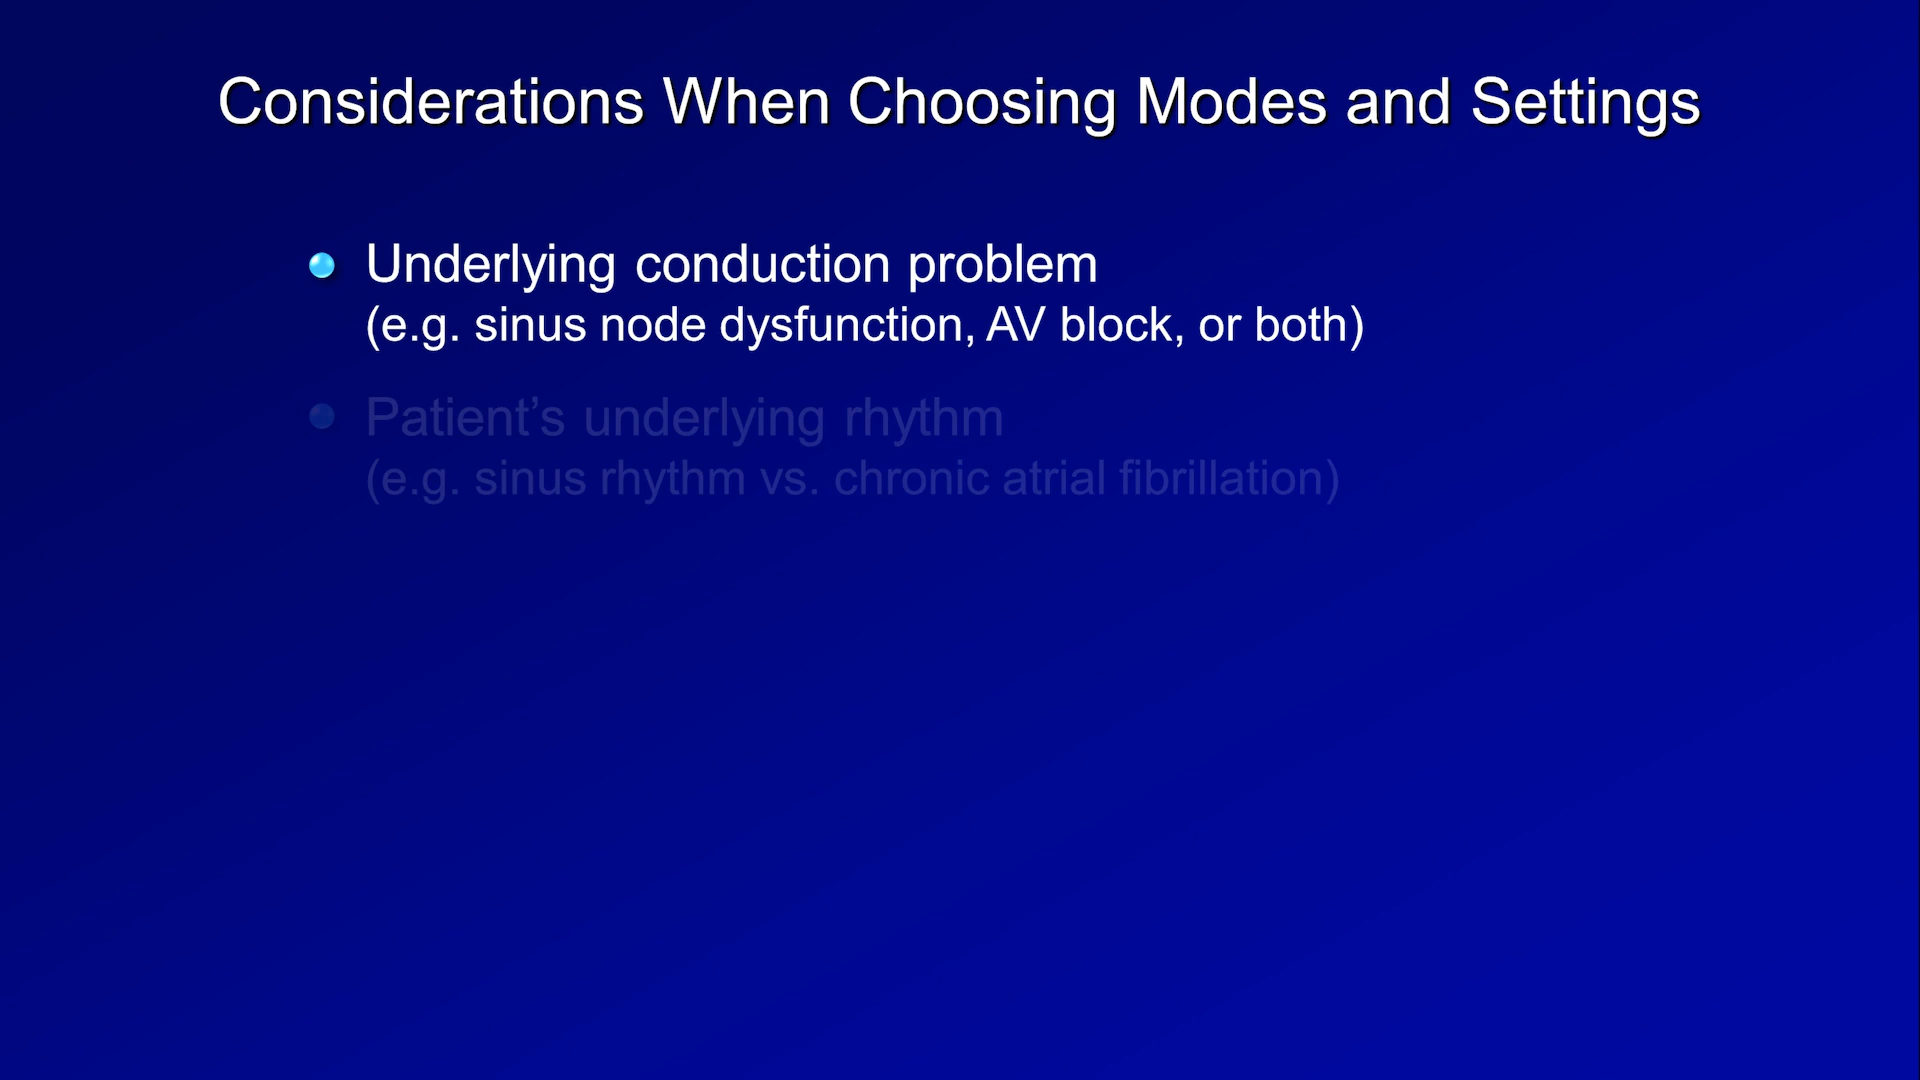 Considerations When Choosing Modes and Settings
Underlying conduction problem
(e.g. sinus node dysfunction, AV block, or both)
Patient’s underlying rhythm
(e.g. sinus rhythm vs. chronic atrial fibrillation)